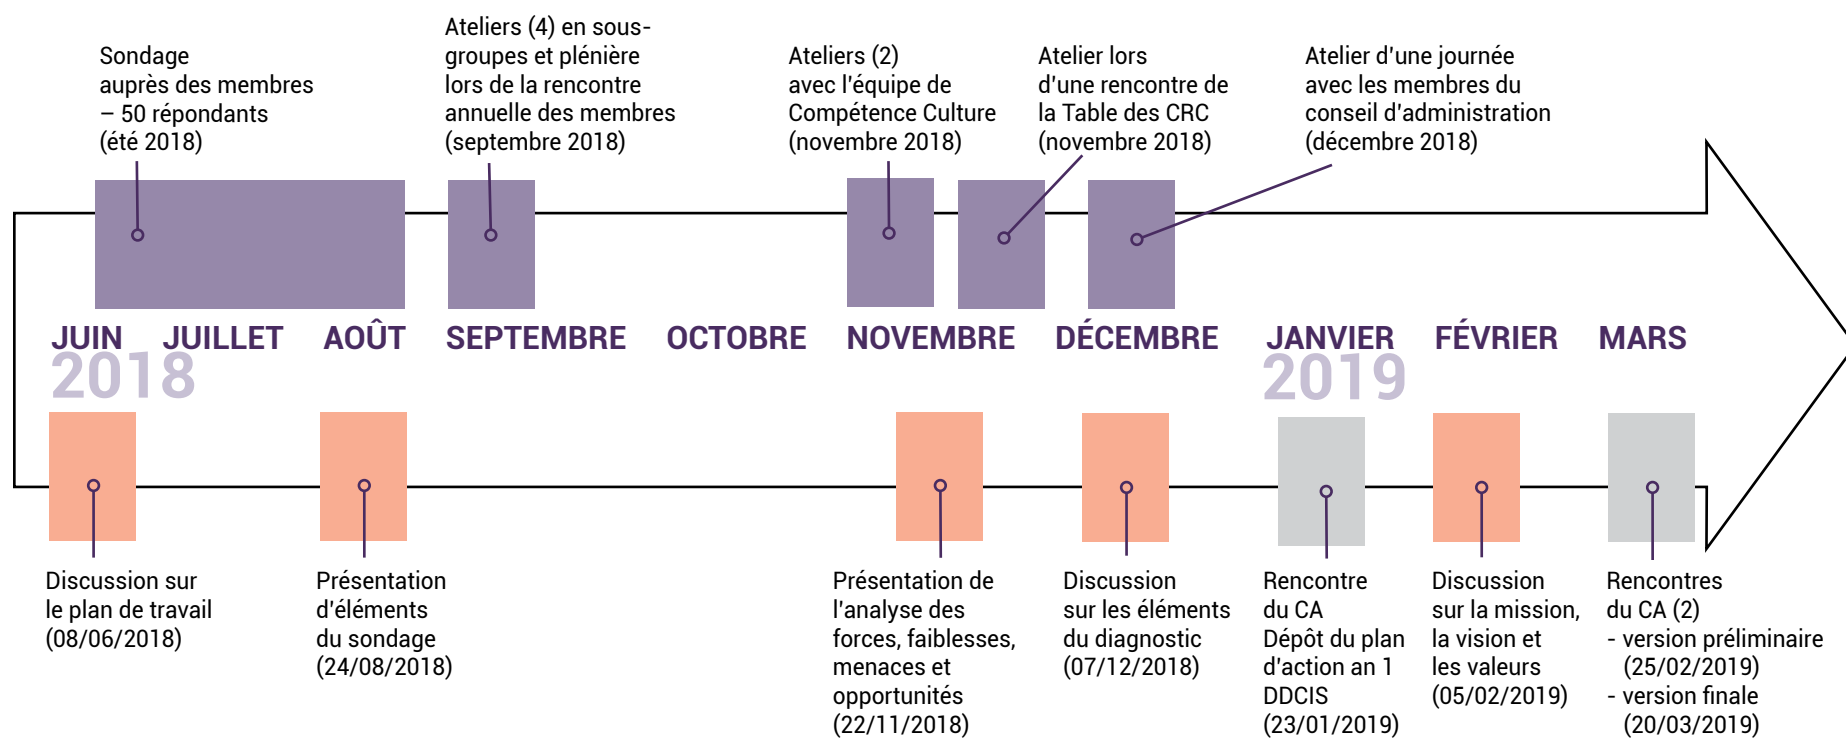 Sondage
auprès des membres
– 50 répondants
(été 2018)
Ateliers (4) en sous-
groupes et plénière
lors de la rencontre
annuelle des membres
(septembre 2018)
Ateliers (2)
avec l'équipe de
Compétence Culture
(novembre 2018)
Atelier lors
d'une rencontre de
la Table des CRC
(novembre 2018)
Atelier d'une journée
avec les membres du
conseil d'administration
(décembre 2018)
JUIN JUILLET AOÛT SEPTEMBRE OCTOBRE NOVEMBRE DÉCEMBRE JANVIER FÉVRIER MARS
2018 2019
Discussion sur
le plan de travail
(08/06/2018)
Présentation
d'éléments
du sondage
(24/08/2018)
Présentation de
l'analyse des
forces, faiblesses,
menaces et
opportunités
(22/11/2018)
Discussion
sur les éléments
du diagnostic
(07/12/2018)
Rencontre
du CA
Dépôt du plan
d'action an 1
DDCIS
(23/01/2019)
Discussion
sur la mission,
la vision et
les valeurs
(05/02/2019)
Rencontres
du CA (2)
- version préliminaire
(25/02/2019)
- version finale
(20/03/2019)